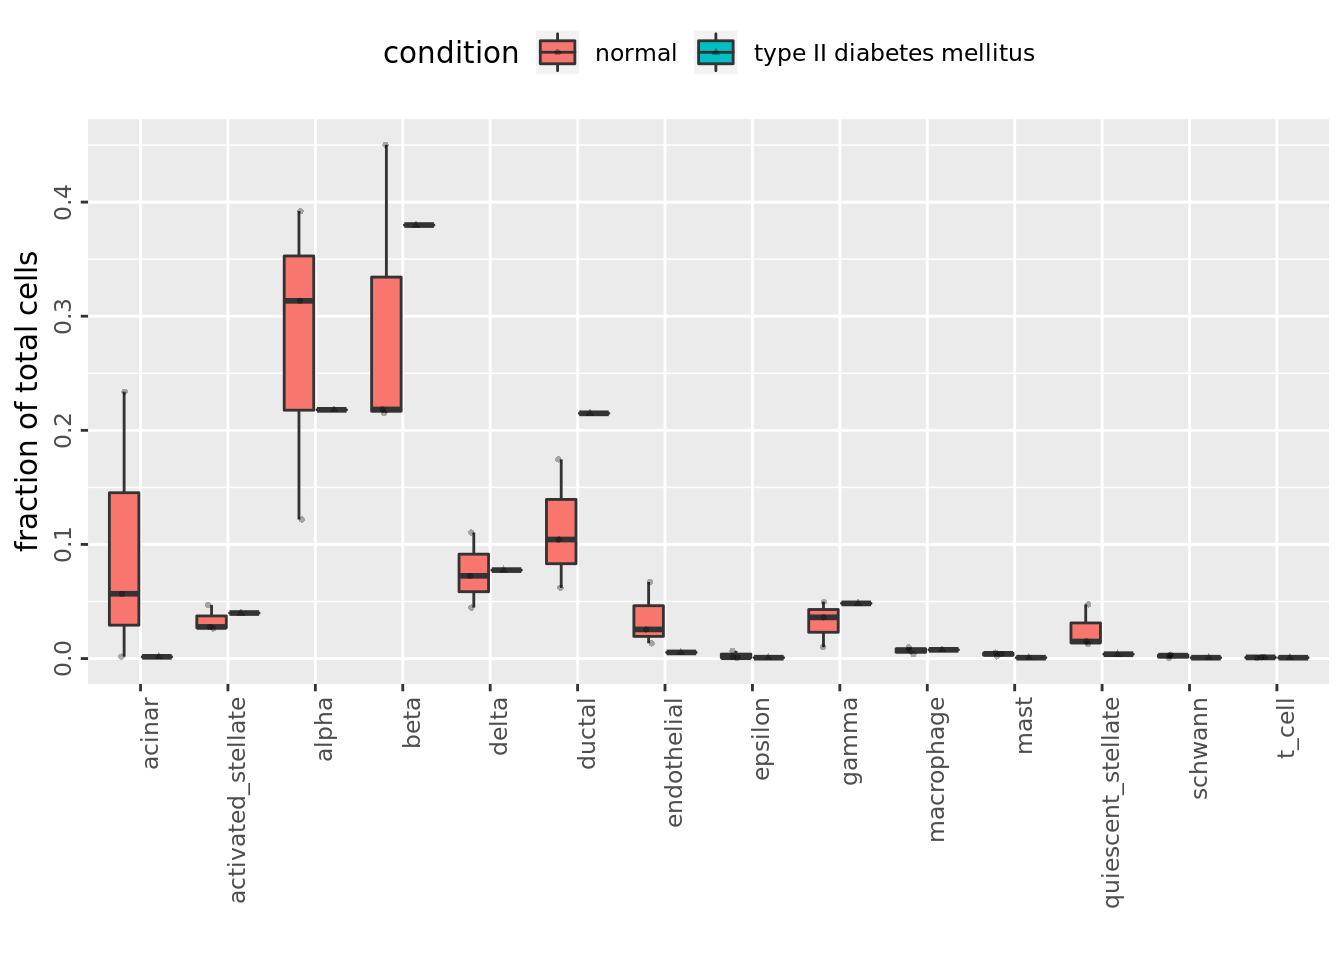 condition normal type II diabetes mellitus
fraction of total cells
0.4
0.3
0.2
0.1
0.0
acinar
activated_stellate
alpha
beta
delta
ductal
endothelial
epsilon
gamma
macrophage
mast
quiescent_stellate
schwann
t_cell